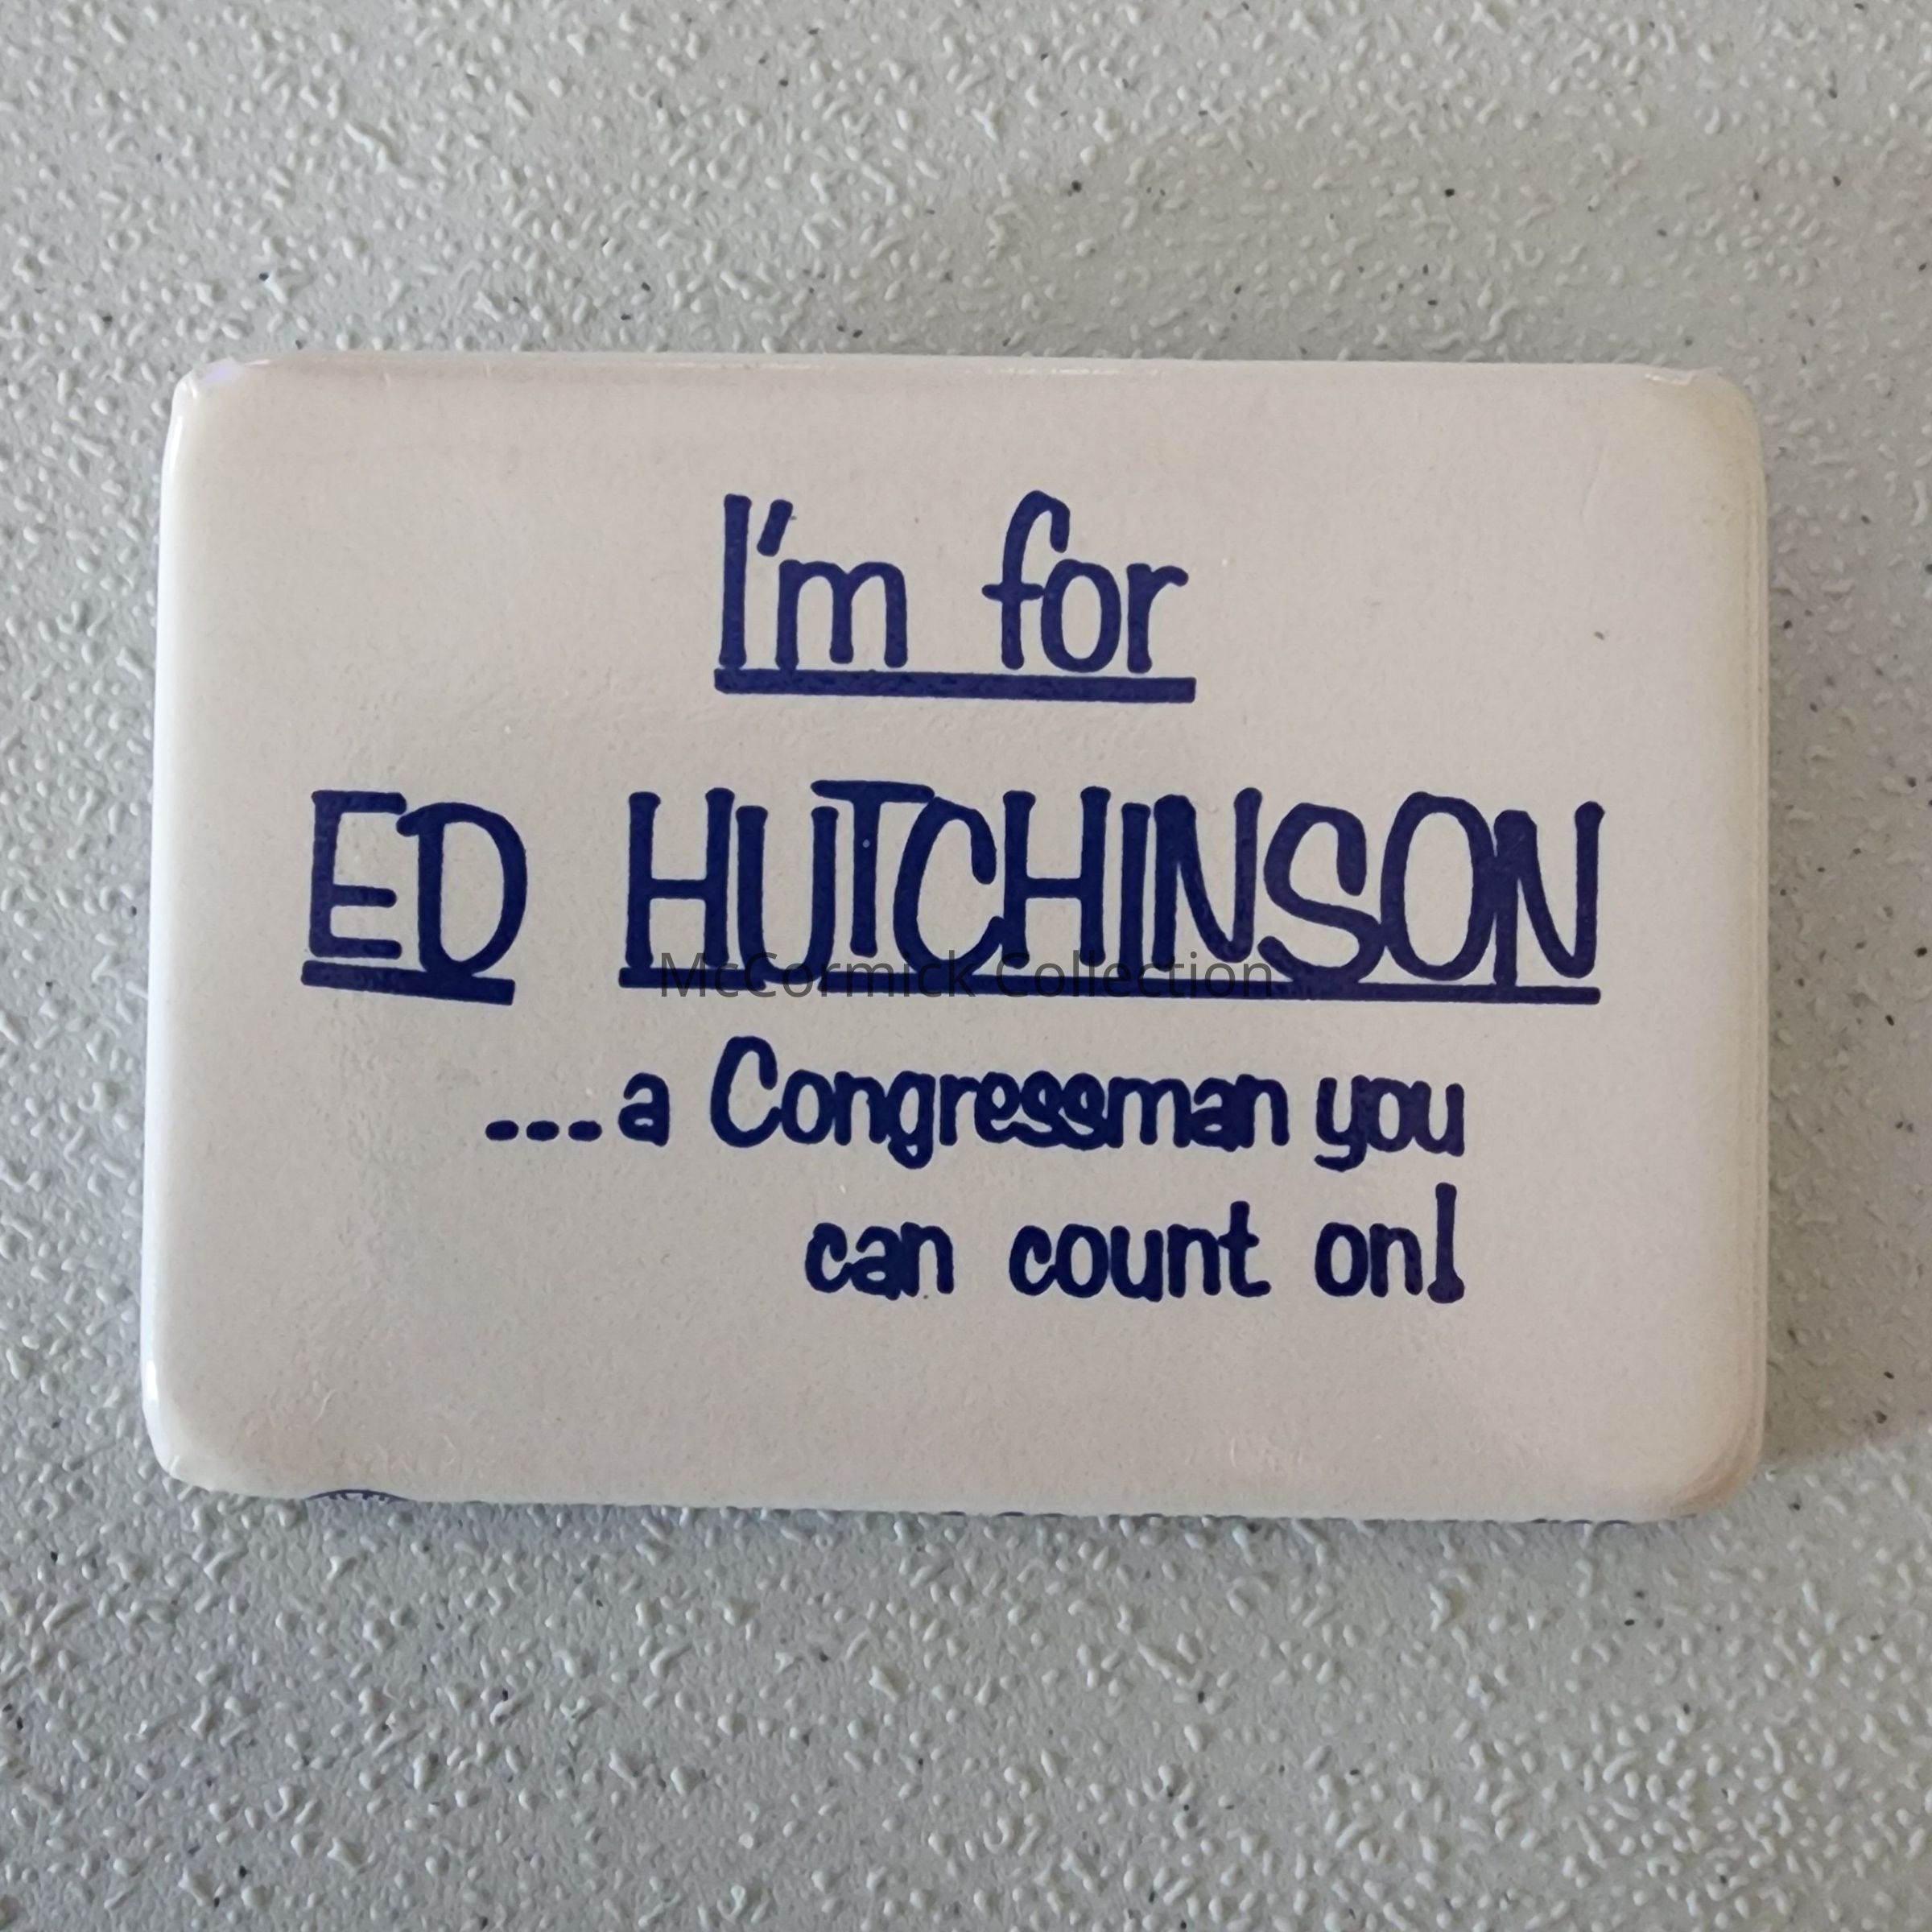 I'm for
ED HUTCHINSON
McCormick Collection
...a Congressman you
can count on!